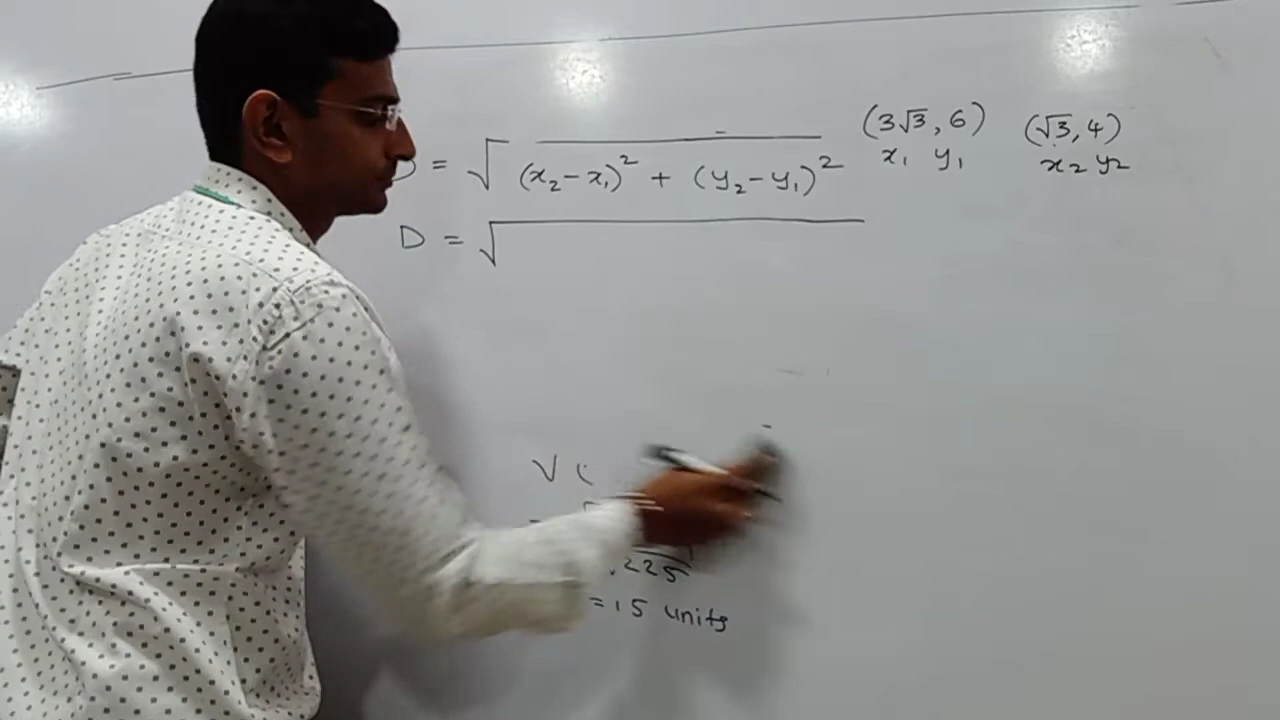 D = √(x₂-x₁)² + (y₂-y₁)² (3√3, 6) (√3, 4)
x₁ y₁ x₂ y₂
D = √
√(
225
= 15 units